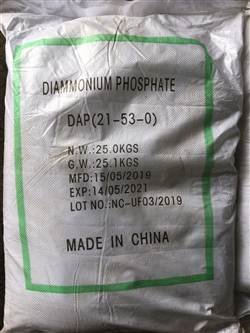 DIAMMONIUM PHOSPHATE
DAP(21-53-0)
N.W.:25.0KGS
G.W.:25.1KGS
MFD:15/05/2019
EXP:14/05/2021
LOT NO.:NC-UF03/2019
MADE IN CHINA